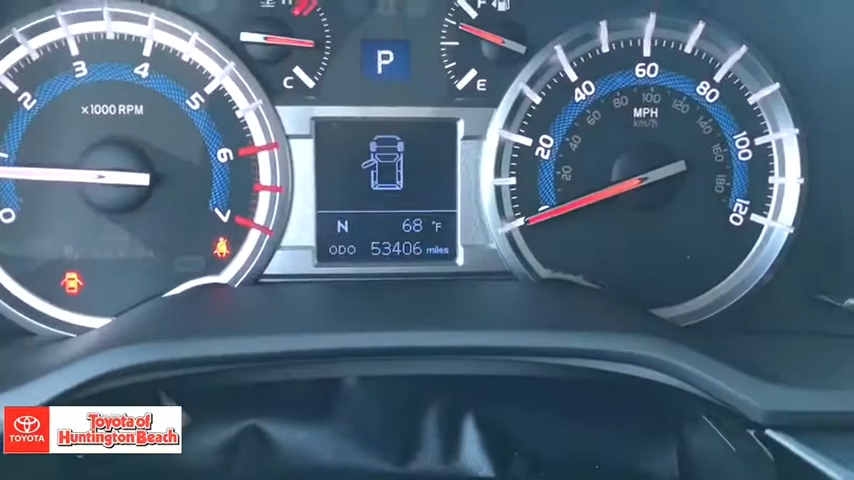 H
C
F
E
P
3
4
2
5
x1000 RPM
6
0
7
60
40
80
20
100
120
80
100
120
60
140
40
160
20
180
MPH
km/h
N 68 °F
ODO 53406 miles
TOYOTA
Toyota of
Huntington Beach